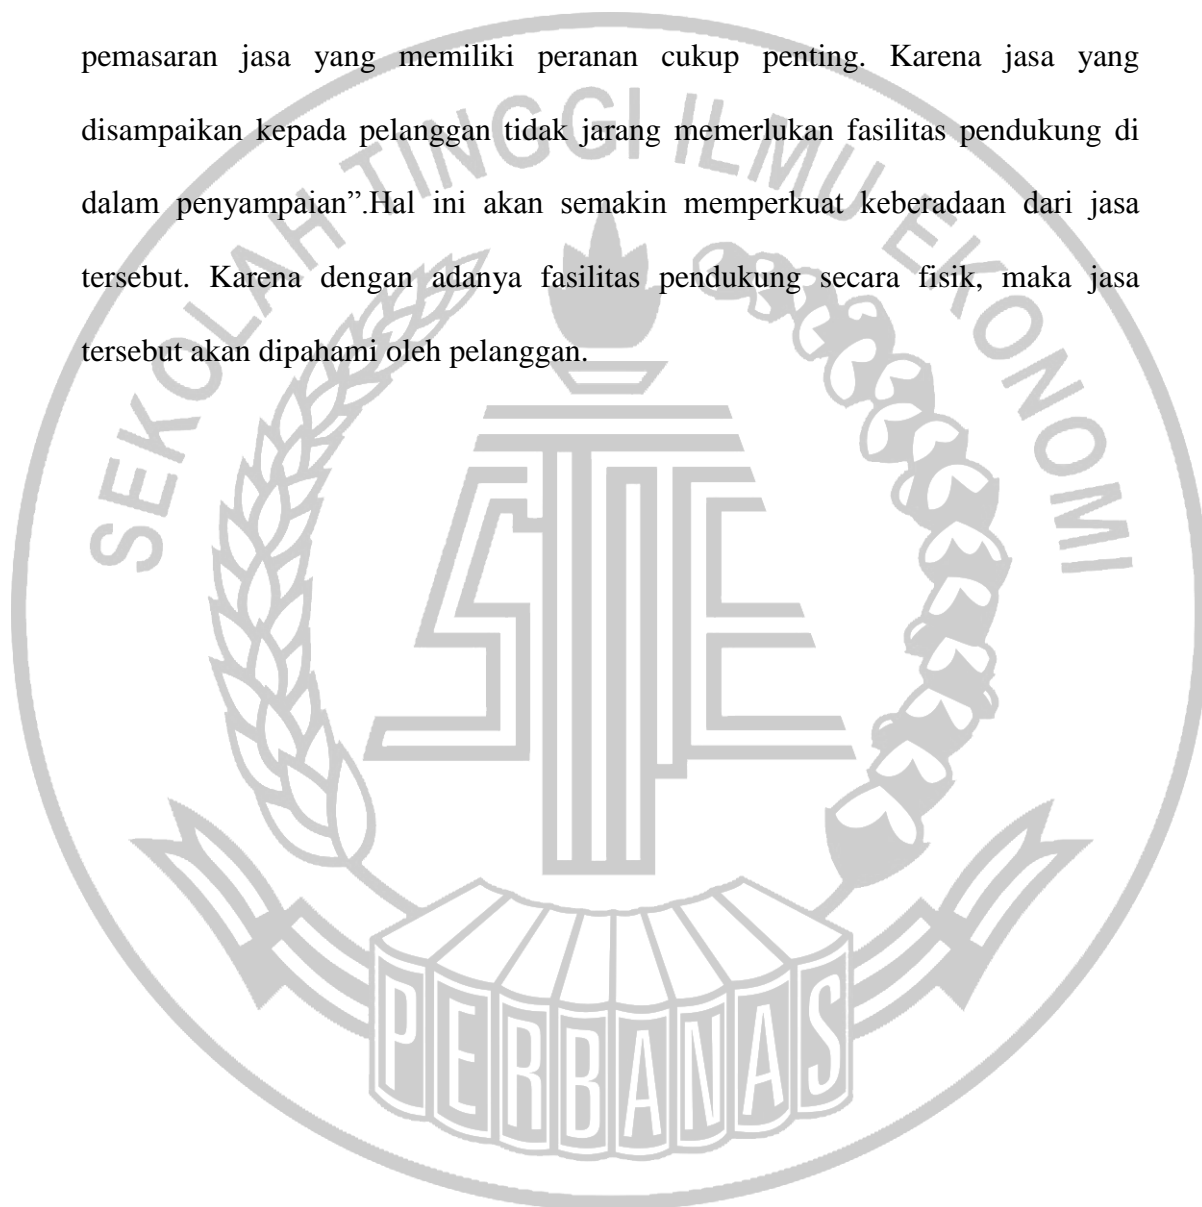 pemasaran jasa yang memiliki peranan cukup penting. Karena jasa yang
disampaikan kepada pelanggan tidak jarang memerlukan fasilitas pendukung di
dalam penyampaian”.Hal ini akan semakin memperkuat keberadaan dari jasa
tersebut. Karena dengan adanya fasilitas pendukung secara fisik, maka jasa
tersebut akan dipahami oleh pelanggan.
SEKOLAH TINGGI ILMU EKONOMI
STIE
PERBANAS